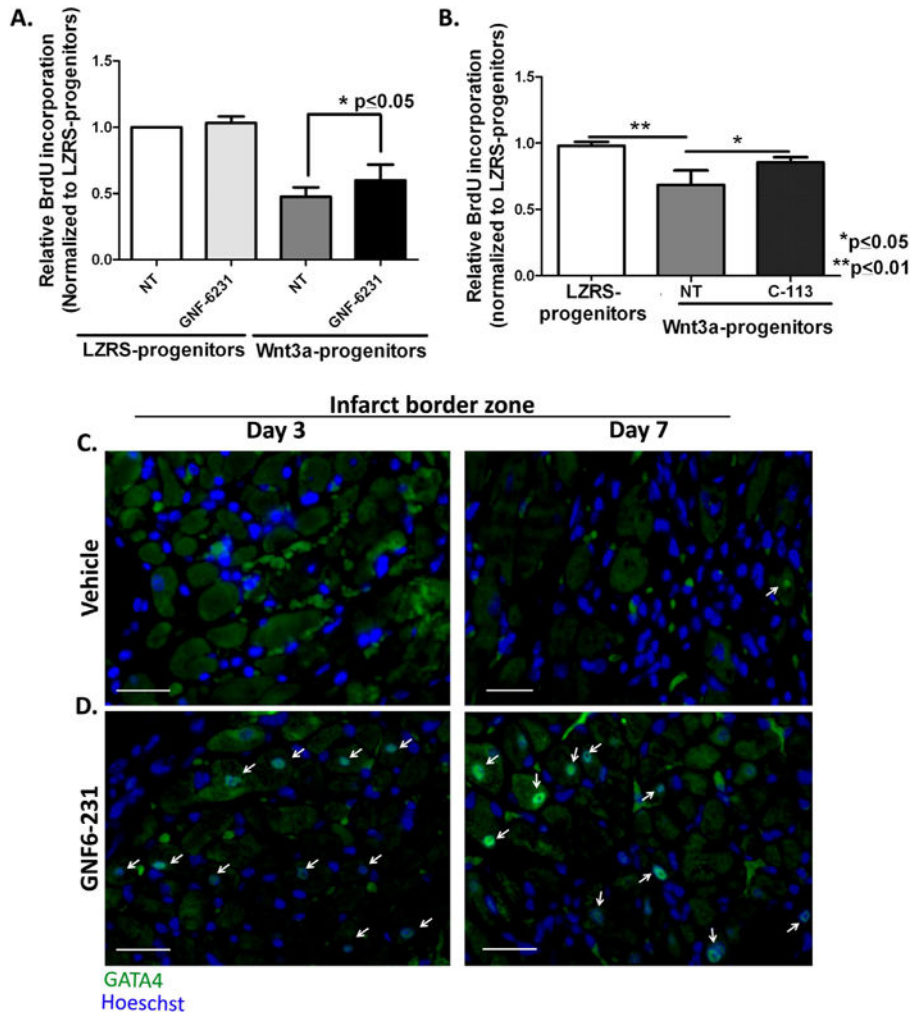 A.
Relative BrdU incorporation
(Normalized to LZRS-progenitors)
1.5
1.0
0.5
0.0
* p≤0.05
NT
GNF-6231
NT
GNF-6231
LZRS-progenitors
Wnt3a-progenitors
B.
Relative BrdU incorporation
(normalized to LZRS-progenitors)
1.5
1.0
0.5
0.0
**
*
*p≤0.05
**p<0.01
LZRS-
progenitors
NT
C-113
Wnt3a-progenitors
Infarct border zone
C.
Day 3
Day 7
Vehicle
D.
GNF6-231
GATA4
Hoeschst